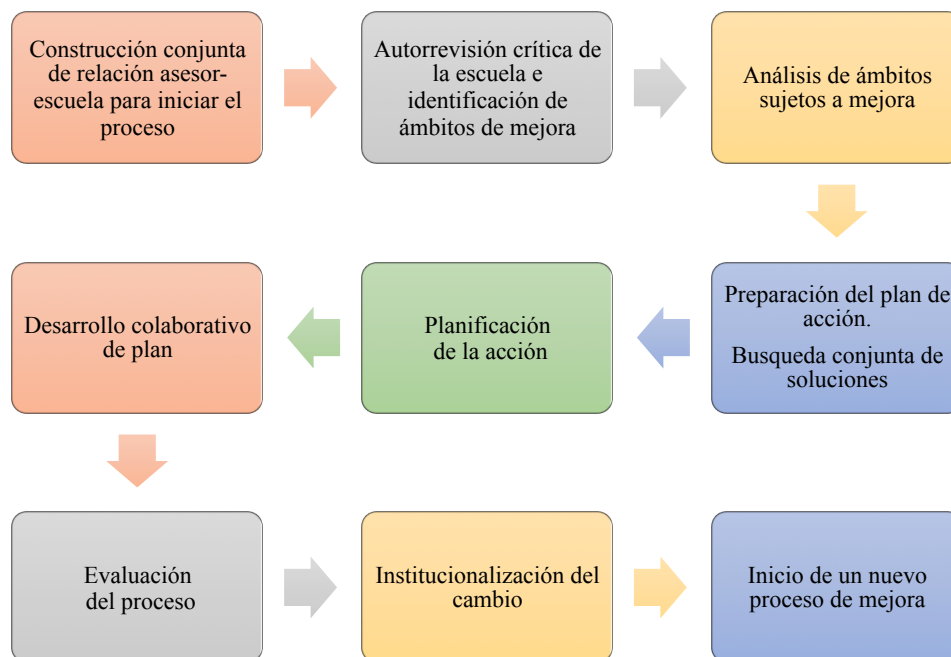 Construcción conjunta
de relación asesor-
escuela para iniciar el
proceso
Autorrevisión crítica de
la escuela e
identificación de
ámbitos de mejora
Análisis de ámbitos
sujetos a mejora
Preparación del plan de
acción.
Busqueda conjunta de
soluciones
Planificación
de la acción
Desarrollo colaborativo
de plan
Evaluación
del proceso
Institucionalización del
cambio
Inicio de un nuevo
proceso de mejora